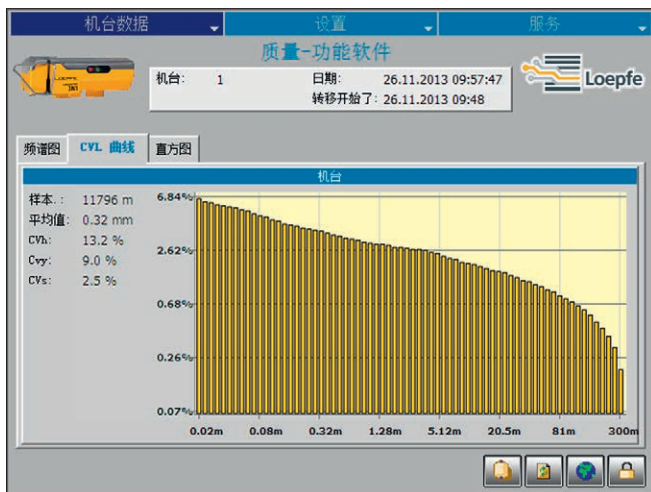 机台数据 设置 服务
质量-功能软件
机台: 1 日期: 26.11.2013 09:57:47
转移开始了: 26.11.2013 09:48
Loepfe
频谱图 CVL 曲线 直方图
机台
样本.: 11796 m
平均值: 0.32 mm
CVh: 13.2 %
Cvy: 9.0 %
CVs: 2.5 %
6.84%
2.62%
0.68%
0.26%
0.07%
0.02m 0.08m 0.32m 1.28m 5.12m 20.5m 81m 300m